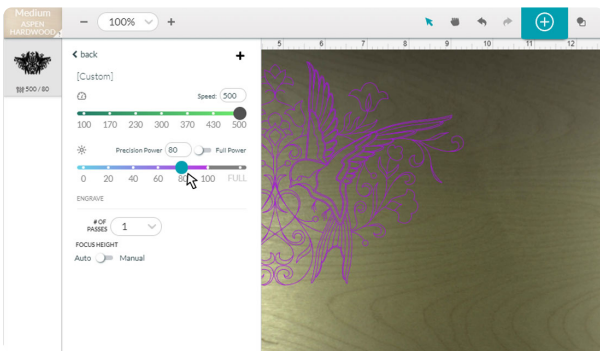 Medium
ASPEN
HARDWOOD
100%
500 / 80
back
[Custom]
Speed: 500
100 170 230 300 370 430 500
Precision Power 80 Full Power
0 20 40 60 80 100 FULL
ENGRAVE
# OF
PASSES 1
FOCUS HEIGHT
Auto Manual
5 6 7 8 9 10 11 12